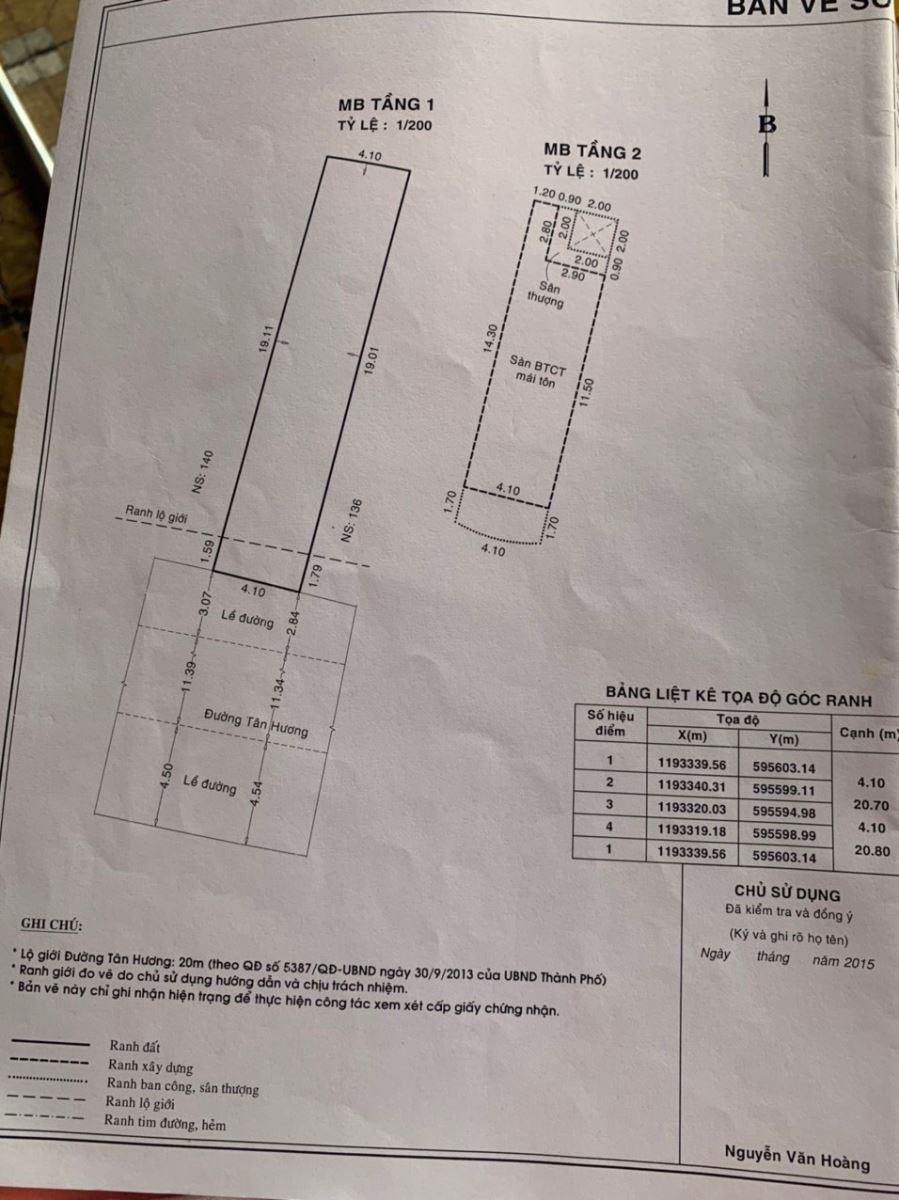 BẢN VẼ SƠ
MB TẦNG 1
TỶ LỆ : 1/200
4.10
19.11
19.01
NS: 140
NS: 136
Ranh lộ giới
1.59
1.79
4.10
3.07
Lề đường
2.84
11.39
11.34
Đường Tân Hương
4.50
Lề đường
4.54
MB TẦNG 2
TỶ LỆ : 1/200
1.20 0.90 2.00
2.80
2.00
2.00
2.00
2.90
0.90
Sân
thượng
14.30
Sàn BTCT
mái tôn
11.50
4.10
1.70
1.70
4.10
B
BẢNG LIỆT KÊ TỌA ĐỘ GÓC RANH
Số hiệu điểm Tọa độ Cạnh (m)
X(m) Y(m)
1 1193339.56 595603.14
4.10
2 1193340.31 595599.11
20.70
3 1193320.03 595594.98
4.10
4 1193319.18 595598.99
20.80
1 1193339.56 595603.14
CHỦ SỬ DỤNG
Đã kiểm tra và đồng ý
(Ký và ghi rõ họ tên)
Ngày tháng năm 2015
Nguyễn Văn Hoàng
GHI CHÚ:
* Lộ giới Đường Tân Hương: 20m (theo QĐ số 5387/QĐ-UBND ngày 30/9/2013 của UBND Thành Phố)
* Ranh giới đo vẽ do chủ sử dụng hướng dẫn và chịu trách nhiệm.
* Bản vẽ này chỉ ghi nhận hiện trạng để thực hiện công tác xem xét cấp giấy chứng nhận.
Ranh đất
Ranh xây dựng
Ranh ban công, sân thượng
Ranh lộ giới
Ranh tim đường, hẻm